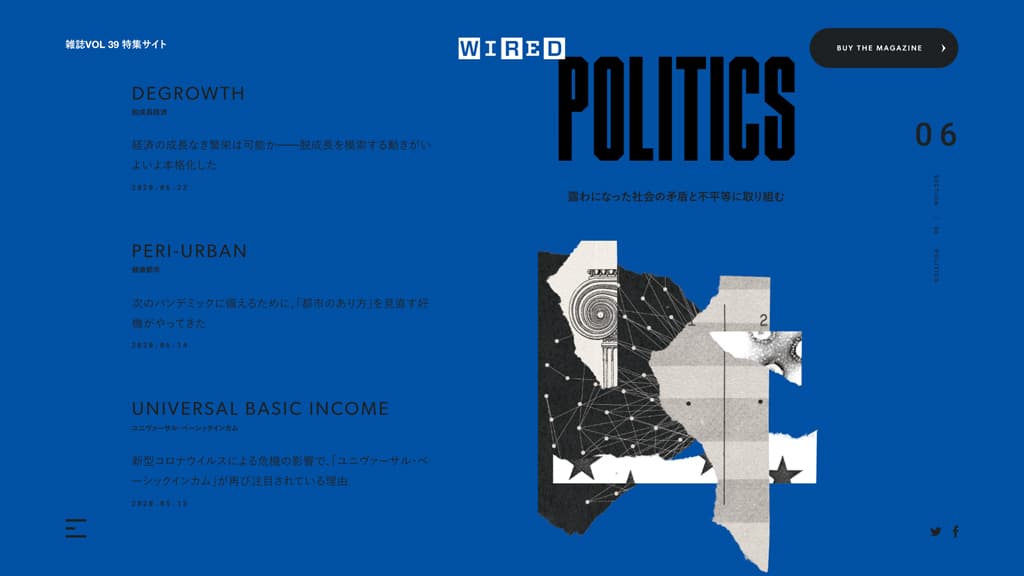 雑誌VOL 39 特集サイト
WIRED
BUY THE MAGAZINE
DEGROWTH
脱成長経済
経済の成長なき繁栄は可能か——脱成長を模索する動きがい
よいよ本格化した
2020.05.22
PERI-URBAN
健康都市
次のパンデミックに備えるために、「都市のあり方」を見直す好
機がやってきた
2020.05.14
UNIVERSAL BASIC INCOME
ユニヴァーサル・ベーシックインカム
新型コロナウイルスによる危機の影響で、「ユニヴァーサル・ベ
ーシックインカム」が再び注目されている理由
2020.05.13
POLITICS
露わになった社会の矛盾と不平等に取り組む
1 2
06
SECTION | 06 POLITICS